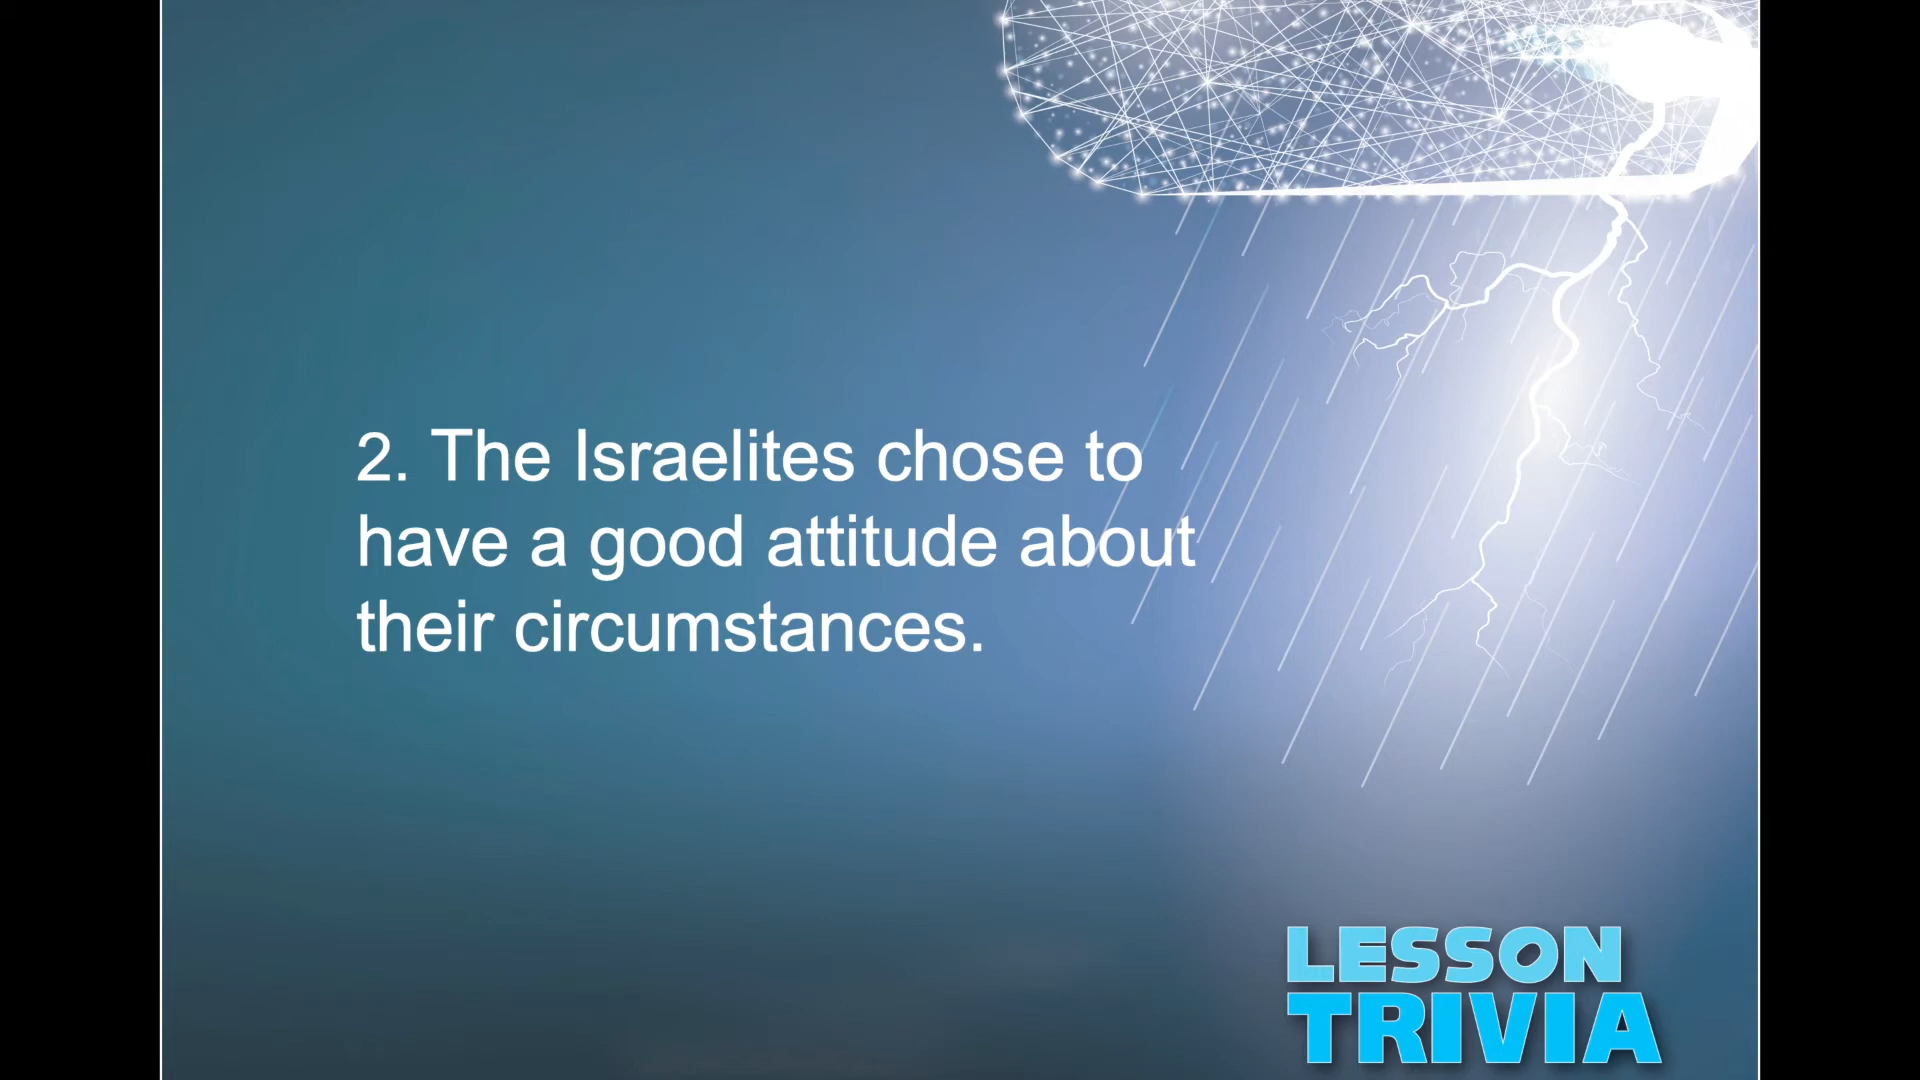 2. The Israelites chose to
have a good attitude about
their circumstances.
LESSON
TRIVIA